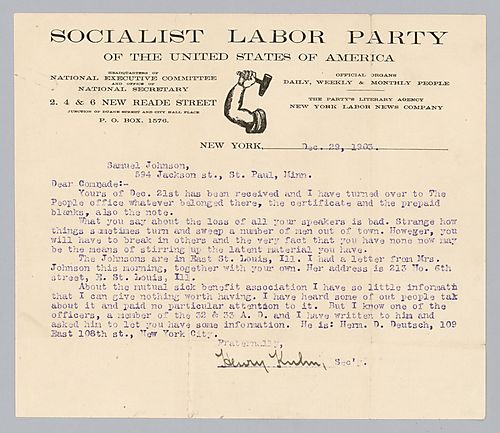 SOCIALIST LABOR PARTY
OF THE UNITED STATES OF AMERICA
HEADQUARTERS OF
NATIONAL EXECUTIVE COMMITTEE
AND OFFICE OF
NATIONAL SECRETARY
2. 4 & 6 NEW READE STREET
JUNCTION OF DUANE STREET AND CITY HALL PLACE
P. O. BOX, 1576.
OFFICIAL ORGANS
DAILY, WEEKLY & MONTHLY PEOPLE
THE PARTY'S LITERARY AGENCY
NEW YORK LABOR NEWS COMPANY
NEW YORK, Dec. 29, 1903.
Samuel Johnson,
594 Jackson st., St. Paul, Minn.
Dear Comrade:-
Yours of Dec. 21st has been received and I have turned over to The
People office whatever belonged there, the certificate and the prepaid
blanks, also the note.
What you say about the loss of all your speakers is bad. Strange how
things sometimes turn and sweep a number of men out of town. Howeger, you
will have to break in others and the very fact that you have none now may
be the means of stirring up the latent material you have.
The Johnsons are in East St. Louis, Ill. I had a letter from Mrs.
Johnson this morning, together with your own. Her address is 213 No. 6th
street, E. St. Louis, Ill.
About the mutual sick benefit association I have so little informatn
that I can give nothing worth having. I have heard some of out people tak
about it and paid no particular attention to it. But I know one of the
officers, a member of the 32 & 33 A. D. and I have written to him and
asked him to let you have some information. He is: Herm. D. Deutsch, 109
East 108th st., New York City.
Fraternally,
Henry Kuhn, Sec'y.